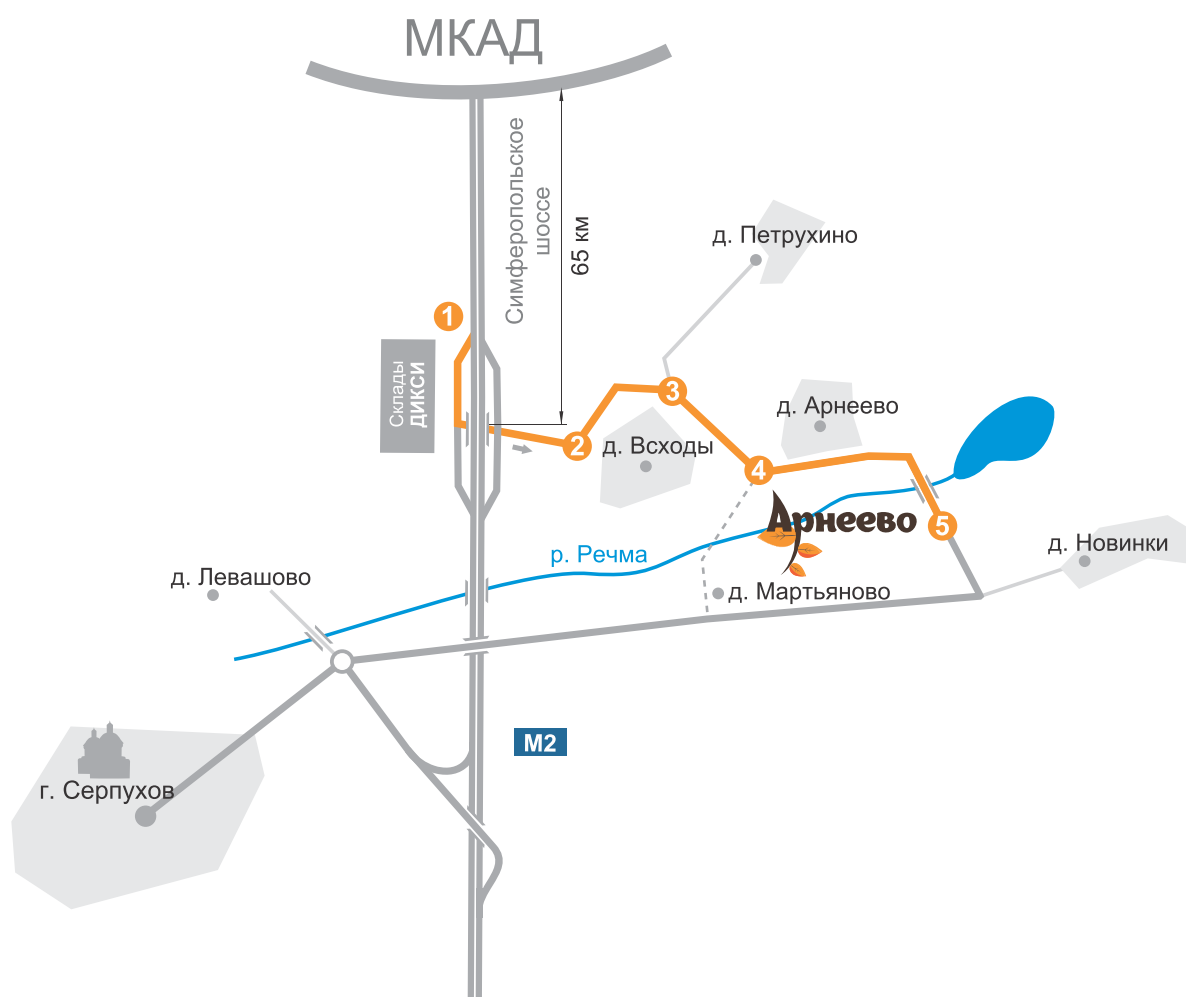 МКАД
Симферопольское
шоссе
65 км
д. Петрухино
1
Склады
ДИКСИ
3
д. Арнеево
2
д. Всходы
4
Арнеево
5
р. Речма
д. Новинки
д. Левашово
д. Мартьяново
М2
г. Серпухов